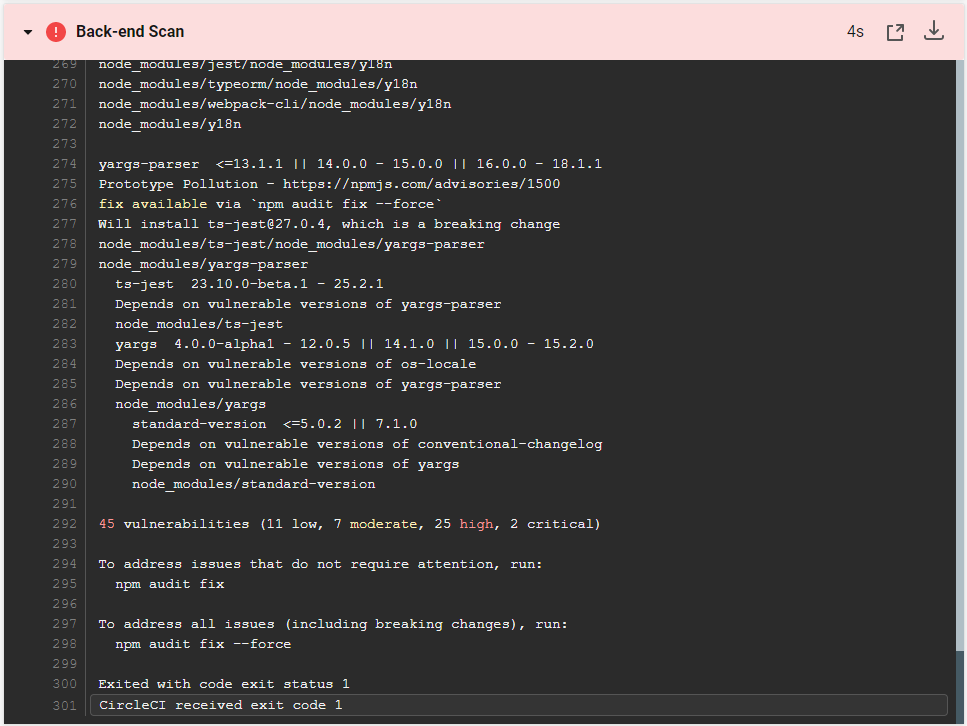 Back-end Scan
4s
269 node_modules/jest/node_modules/y18n
270 node_modules/typeorm/node_modules/y18n
271 node_modules/webpack-cli/node_modules/y18n
272 node_modules/y18n
273
274 yargs-parser  <=13.1.1 || 14.0.0 - 15.0.0 || 16.0.0 - 18.1.1
275 Prototype Pollution - https://npmjs.com/advisories/1500
276 fix available via `npm audit fix --force`
277 Will install ts-jest@27.0.4, which is a breaking change
278 node_modules/ts-jest/node_modules/yargs-parser
279 node_modules/yargs-parser
280   ts-jest  23.10.0-beta.1 - 25.2.1
281   Depends on vulnerable versions of yargs-parser
282   node_modules/ts-jest
283   yargs  4.0.0-alpha1 - 12.0.5 || 14.1.0 || 15.0.0 - 15.2.0
284   Depends on vulnerable versions of os-locale
285   Depends on vulnerable versions of yargs-parser
286   node_modules/yargs
287     standard-version  <=5.0.2 || 7.1.0
288     Depends on vulnerable versions of conventional-changelog
289     Depends on vulnerable versions of yargs
290     node_modules/standard-version
291
292 45 vulnerabilities (11 low, 7 moderate, 25 high, 2 critical)
293
294 To address issues that do not require attention, run:
295   npm audit fix
296
297 To address all issues (including breaking changes), run:
298   npm audit fix --force
299
300 Exited with code exit status 1
301 CircleCI received exit code 1